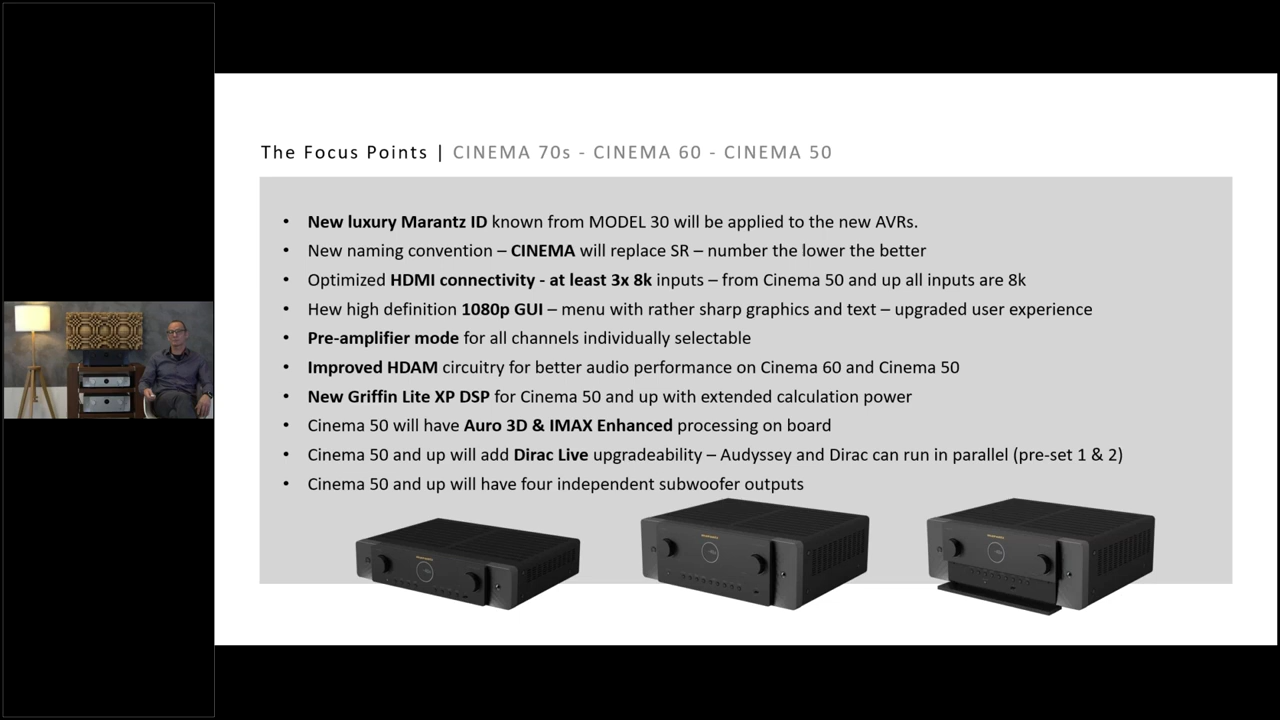 The Focus Points | CINEMA 70s - CINEMA 60 - CINEMA 50
• New luxury Marantz ID known from MODEL 30 will be applied to the new AVRs.
• New naming convention – CINEMA will replace SR – number the lower the better
• Optimized HDMI connectivity - at least 3x 8k inputs – from Cinema 50 and up all inputs are 8k
• Hew high definition 1080p GUI – menu with rather sharp graphics and text – upgraded user experience
• Pre-amplifier mode for all channels individually selectable
• Improved HDAM circuitry for better audio performance on Cinema 60 and Cinema 50
• New Griffin Lite XP DSP for Cinema 50 and up with extended calculation power
• Cinema 50 will have Auro 3D & IMAX Enhanced processing on board
• Cinema 50 and up will add Dirac Live upgradeability – Audyssey and Dirac can run in parallel (pre-set 1 & 2)
• Cinema 50 and up will have four independent subwoofer outputs